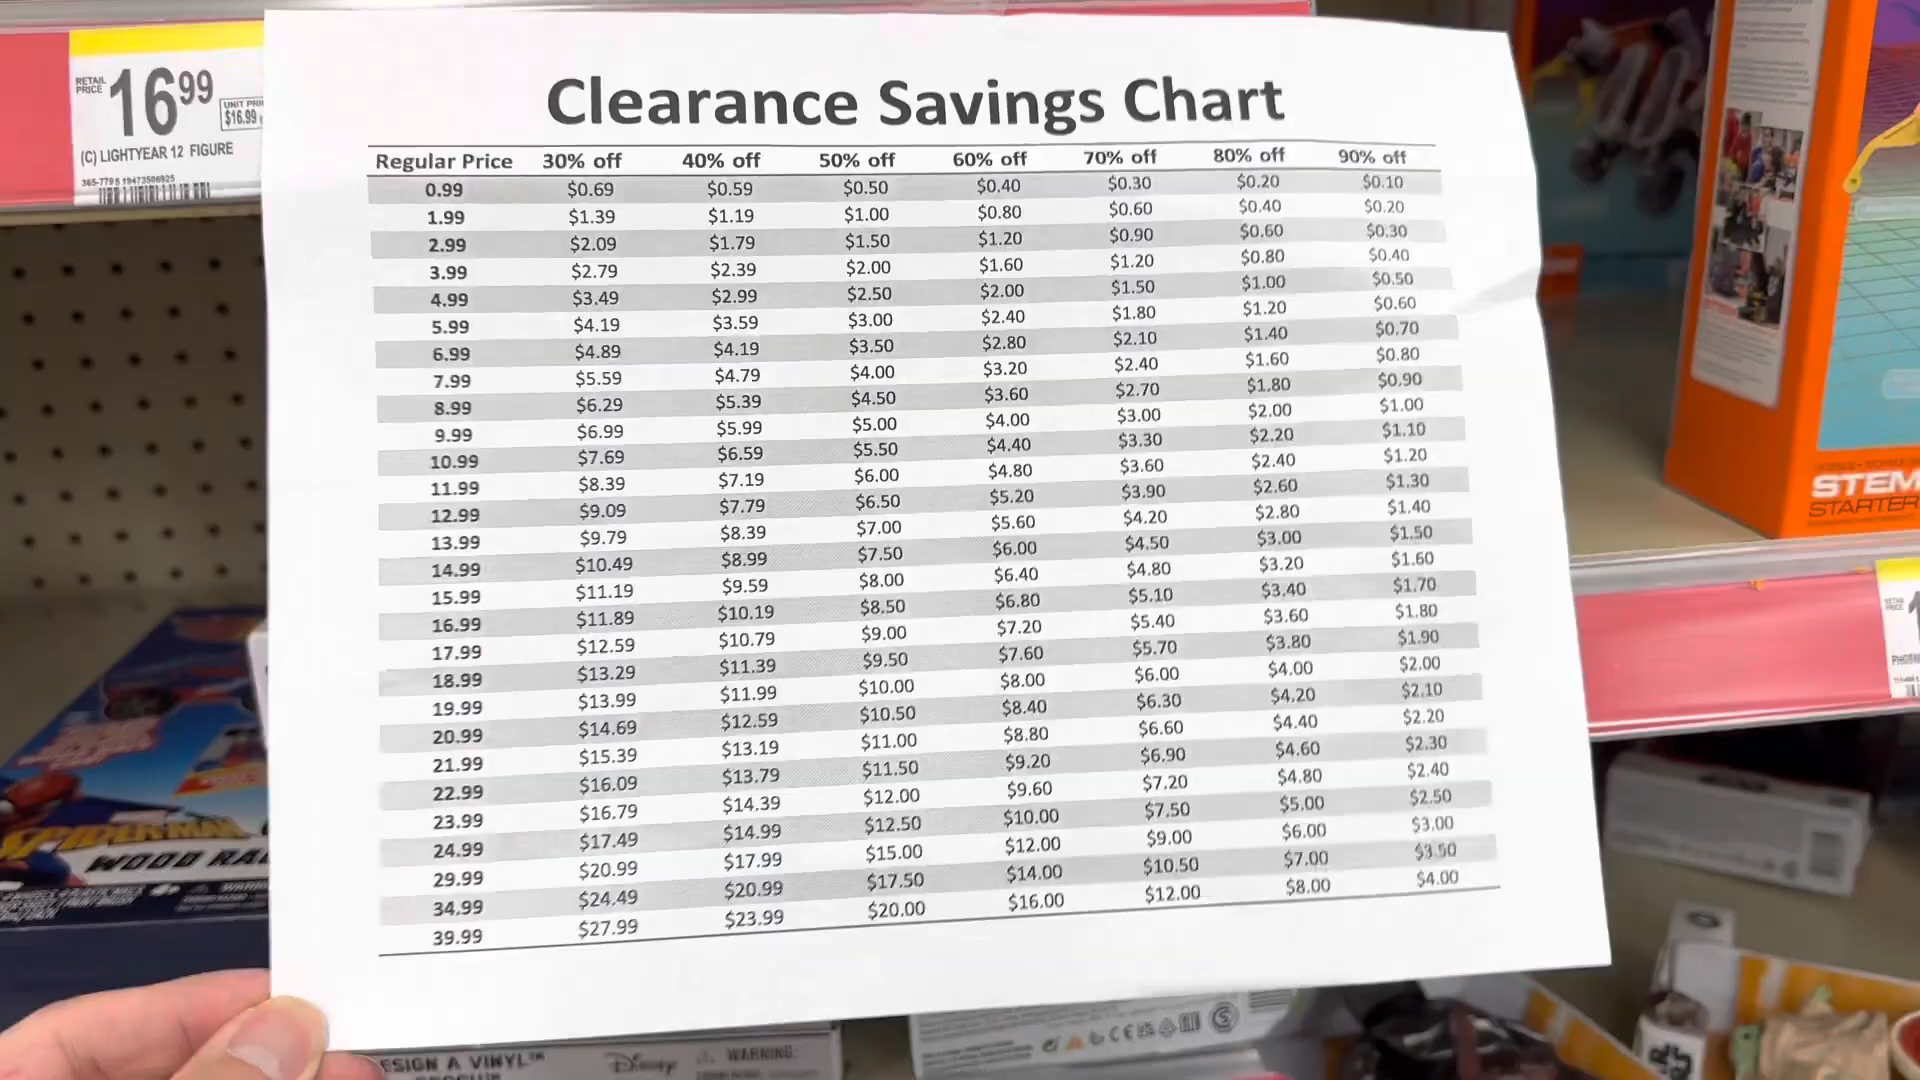 RETAIL PRICE 16 99
UNIT PRI
$16.99
(C) LIGHTYEAR 12 FIGURE
Clearance Savings Chart
Regular Price 30% off 40% off 50% off 60% off 70% off 80% off 90% off
0.99 $0.69 $0.59 $0.50 $0.40 $0.30 $0.20 $0.10
1.99 $1.39 $1.19 $1.00 $0.80 $0.60 $0.40 $0.20
2.99 $2.09 $1.79 $1.50 $1.20 $0.90 $0.60 $0.30
3.99 $2.79 $2.39 $2.00 $1.60 $1.20 $0.80 $0.40
4.99 $3.49 $2.99 $2.50 $2.00 $1.50 $1.00 $0.50
5.99 $4.19 $3.59 $3.00 $2.40 $1.80 $1.20 $0.60
6.99 $4.89 $4.19 $3.50 $2.80 $2.10 $1.40 $0.70
7.99 $5.59 $4.79 $4.00 $3.20 $2.40 $1.60 $0.80
8.99 $6.29 $5.39 $4.50 $3.60 $2.70 $1.80 $0.90
9.99 $6.99 $5.99 $5.00 $4.00 $3.00 $2.00 $1.00
10.99 $7.69 $6.59 $5.50 $4.40 $3.30 $2.20 $1.10
11.99 $8.39 $7.19 $6.00 $4.80 $3.60 $2.40 $1.20
12.99 $9.09 $7.79 $6.50 $5.20 $3.90 $2.60 $1.30
13.99 $9.79 $8.39 $7.00 $5.60 $4.20 $2.80 $1.40
14.99 $10.49 $8.99 $7.50 $6.00 $4.50 $3.00 $1.50
15.99 $11.19 $9.59 $8.00 $6.40 $4.80 $3.20 $1.60
16.99 $11.89 $10.19 $8.50 $6.80 $5.10 $3.40 $1.70
17.99 $12.59 $10.79 $9.00 $7.20 $5.40 $3.60 $1.80
18.99 $13.29 $11.39 $9.50 $7.60 $5.70 $3.80 $1.90
19.99 $13.99 $11.99 $10.00 $8.00 $6.00 $4.00 $2.00
20.99 $14.69 $12.59 $10.50 $8.40 $6.30 $4.20 $2.10
21.99 $15.39 $13.19 $11.00 $8.80 $6.60 $4.40 $2.20
22.99 $16.09 $13.79 $11.50 $9.20 $6.90 $4.60 $2.30
23.99 $16.79 $14.39 $12.00 $9.60 $7.20 $4.80 $2.40
24.99 $17.49 $14.99 $12.50 $10.00 $7.50 $5.00 $2.50
29.99 $20.99 $17.99 $15.00 $12.00 $9.00 $6.00 $3.00
34.99 $24.49 $20.99 $17.50 $14.00 $10.50 $7.00 $3.50
39.99 $27.99 $23.99 $20.00 $16.00 $12.00 $8.00 $4.00
STEM
STARTER
SPIDER-MAN
WOOD RA
ESIGN A VINYL™
Disney
WARNING: